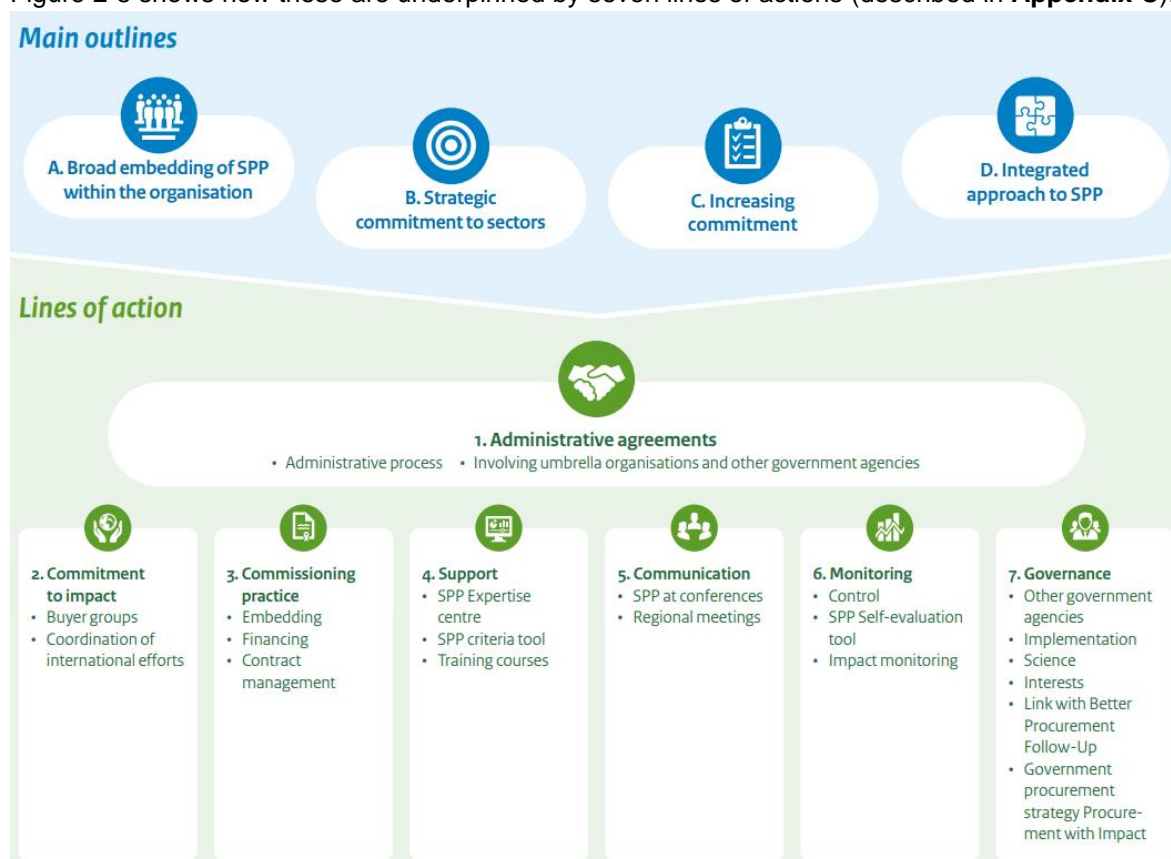 Figure 2-8 shows how these are underpinned by seven lines of actions (described in Appendix C).
Main outlines
A. Broad embedding of SPP
within the organisation
B. Strategic
commitment to sectors
C. Increasing
commitment
D. Integrated
approach to SPP
Lines of action
1. Administrative agreements
• Administrative process • Involving umbrella organisations and other government agencies
2. Commitment
to impact
• Buyer groups
• Coordination of
international efforts
3. Commissioning
practice
• Embedding
• Financing
• Contract
management
4. Support
• SPP Expertise
centre
• SPP criteria tool
• Training courses
5. Communication
• SPP at conferences
• Regional meetings
6. Monitoring
• Control
• SPP Self-evaluation
tool
• Impact monitoring
7. Governance
• Other government
agencies
• Implementation
• Science
• Interests
• Link with Better
Procurement
Follow-Up
• Government
procurement
strategy Procure-
ment with Impact